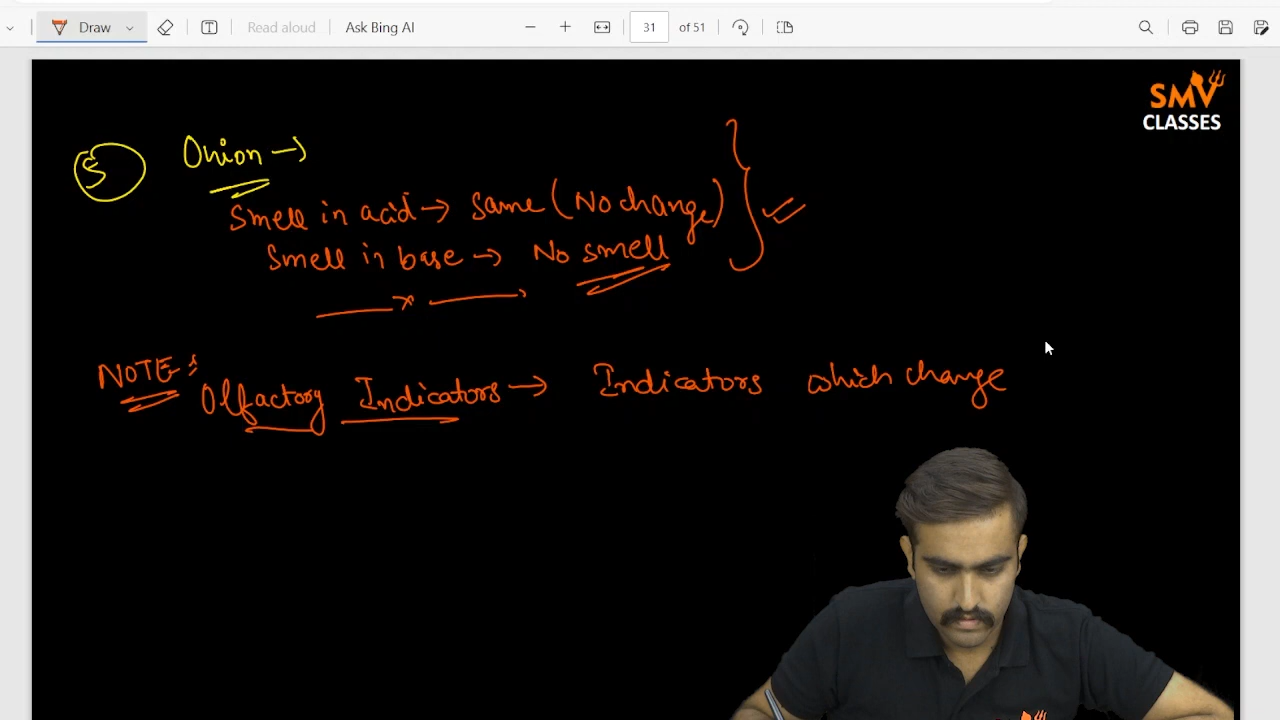 Draw
Read aloud
Ask Bing AI
31 of 51
SMV
CLASSES
5 Onion →
Smell in acid → Same (No change)
Smell in base → No smell
x
NOTE:
Olfactory Indicators → Indicators which change